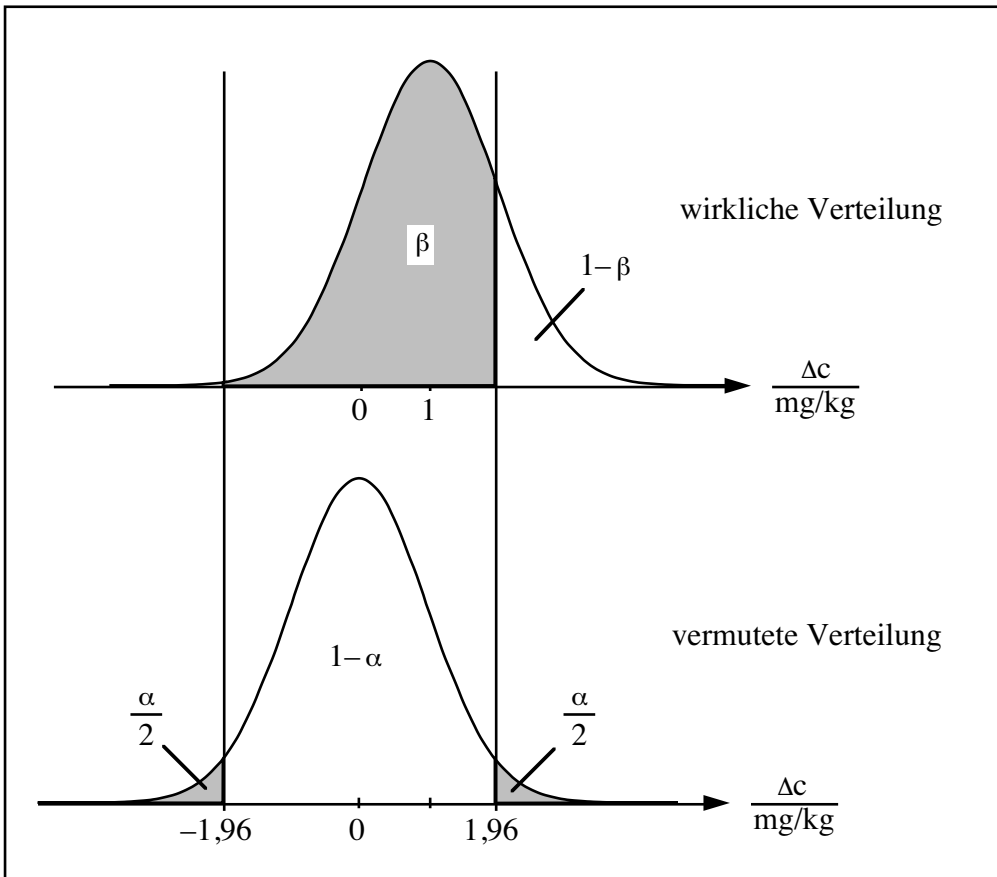 wirkliche Verteilung
β
1–β
0
1
Δc
mg/kg
vermutete Verteilung
1–α
α
2
α
2
–1,96
0
1,96
Δc
mg/kg